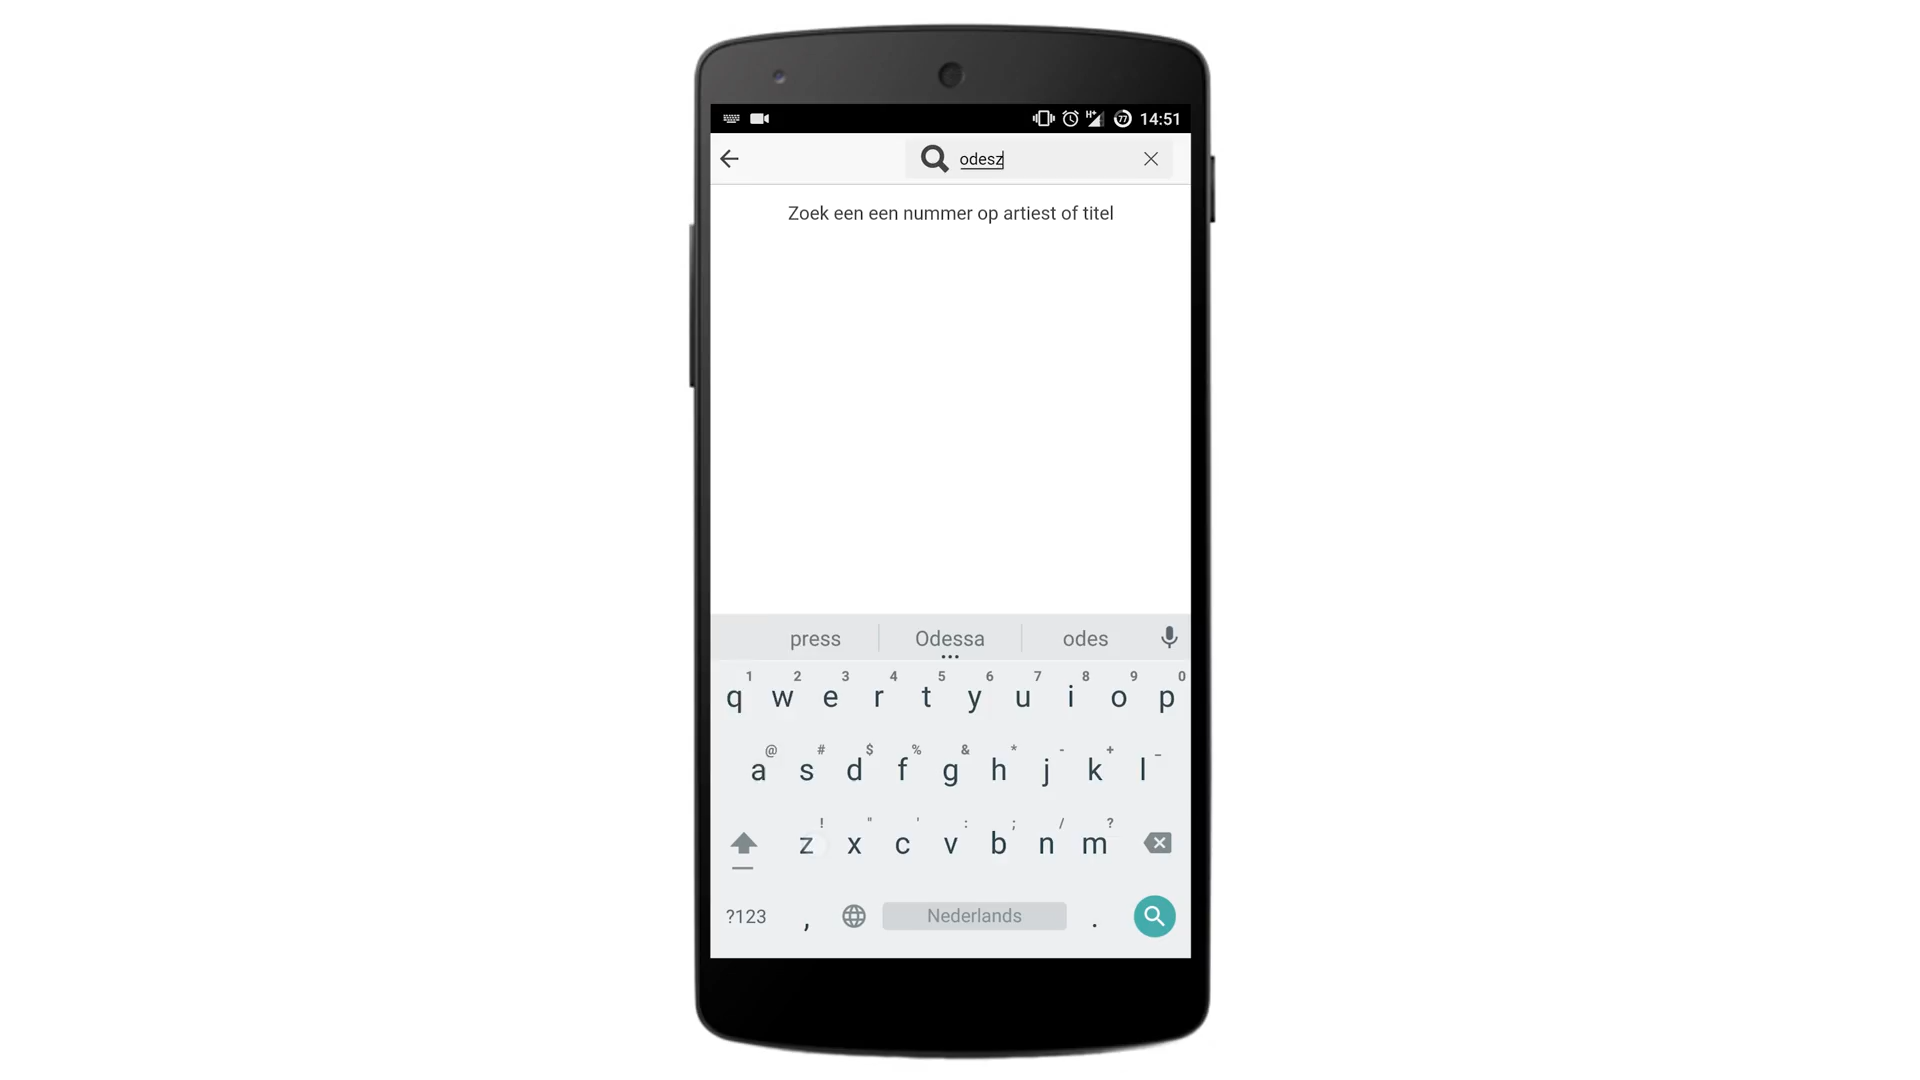 77 14:51
odesz
Zoek een een nummer op artiest of titel
press Odessa odes
1 2 3 4 5 6 7 8 9 0
q w e r t y u i o p
@ # $ % & * - + _
a s d f g h j k l
! " ' : ; / ?
z x c v b n m
?123 , Nederlands .